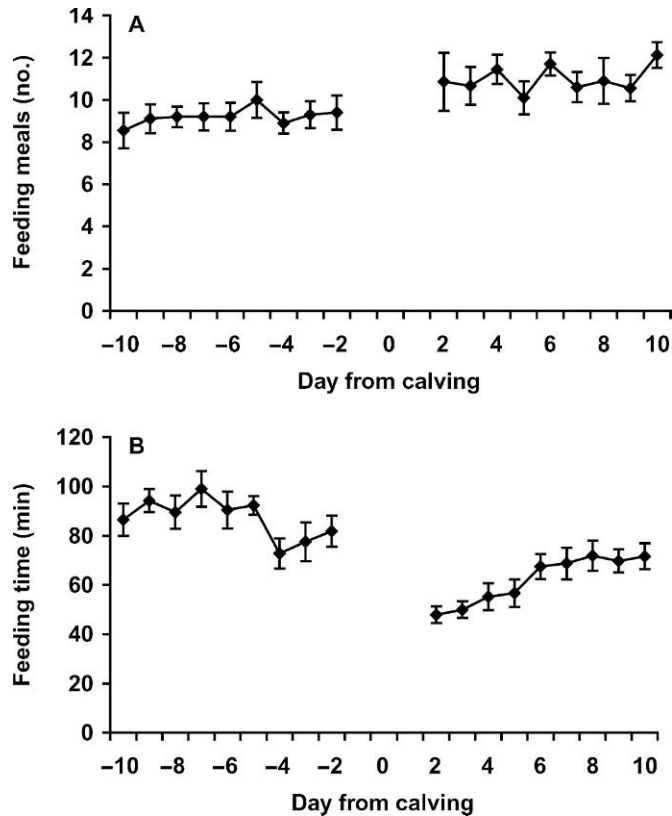 A
Feeding meals (no.)
14
12
10
8
6
4
2
0
–10 –8 –6 –4 –2 0 2 4 6 8 10
Day from calving
B
Feeding time (min)
120
100
80
60
40
20
0
–10 –8 –6 –4 –2 0 2 4 6 8 10
Day from calving